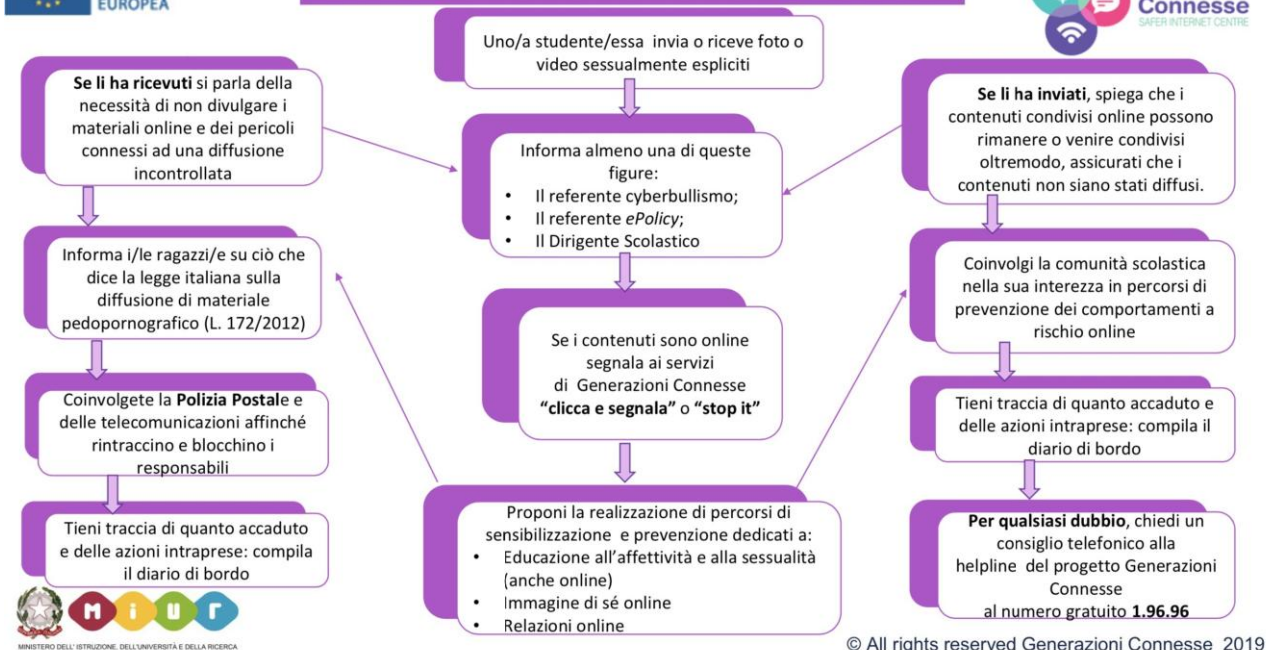 EUROPEA
Connesse
SAFER INTERNET CENTRE
Uno/a studente/essa invia o riceve foto o
video sessualmente espliciti
Se li ha ricevuti si parla della
necessità di non divulgare i
materiali online e dei pericoli
connessi ad una diffusione
incontrollata
Informa almeno una di queste
figure:
• Il referente cyberbullismo;
• Il referente ePolicy;
• Il Dirigente Scolastico
Se li ha inviati, spiega che i
contenuti condivisi online possono
rimanere o venire condivisi
oltremodo, assicurati che i
contenuti non siano stati diffusi.
Informa i/le ragazzi/e su ciò che
dice la legge italiana sulla
diffusione di materiale
pedopornografico (L. 172/2012)
Se i contenuti sono online
segnala ai servizi
di Generazioni Connesse
“clicca e segnala” o “stop it”
Coinvolgi la comunità scolastica
nella sua interezza in percorsi di
prevenzione dei comportamenti a
rischio online
Coinvolgete la Polizia Postale e
delle telecomunicazioni affinché
rintraccino e blocchino i
responsabili
Tieni traccia di quanto accaduto e
delle azioni intraprese: compila il
diario di bordo
Tieni traccia di quanto accaduto
e delle azioni intraprese: compila
il diario di bordo
Proponi la realizzazione di percorsi di
sensibilizzazione e prevenzione dedicati a:
• Educazione all’affettività e alla sessualità
(anche online)
• Immagine di sé online
• Relazioni online
Per qualsiasi dubbio, chiedi un
consiglio telefonico alla
helpline del progetto Generazioni
Connesse
al numero gratuito 1.96.96
MIUR
MINISTERO DELL' ISTRUZIONE, DELL'UNIVERSITÀ E DELLA RICERCA
© All rights reserved Generazioni Connesse 2019